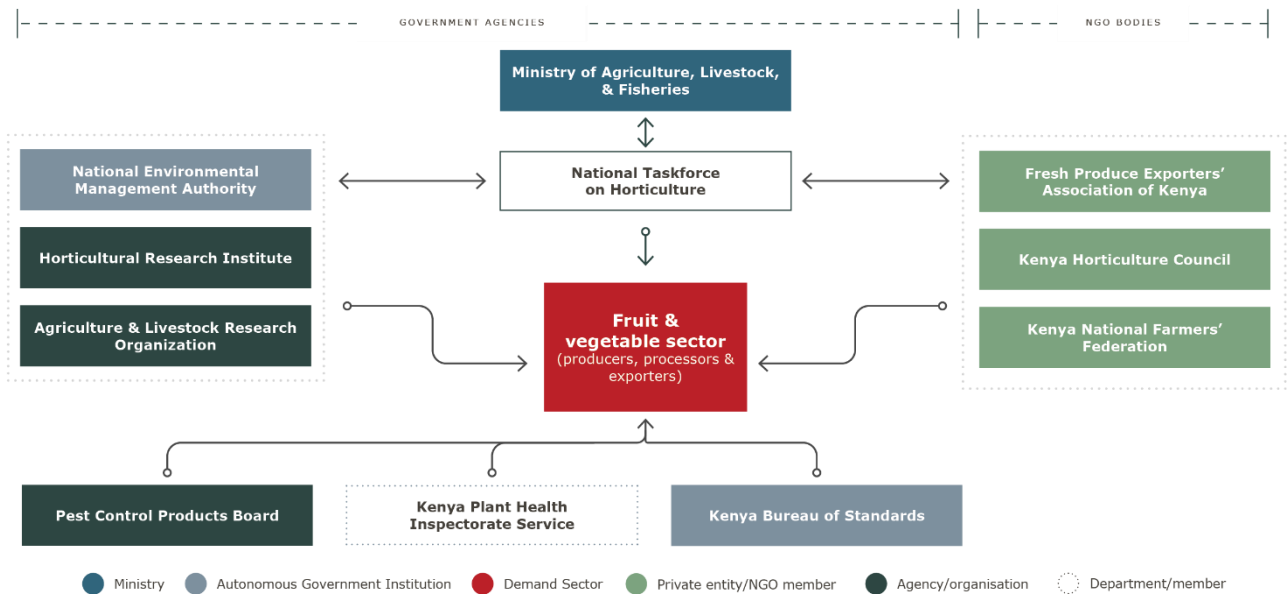 GOVERNMENT AGENCIES
NGO BODIES
Ministry of Agriculture, Livestock,
& Fisheries
National Environmental
Management Authority
National Taskforce
on Horticulture
Fresh Produce Exporters’
Association of Kenya
Horticultural Research Institute
Kenya Horticulture Council
Agriculture & Livestock Research
Organization
Fruit &
vegetable sector
(producers, processors &
exporters)
Kenya National Farmers’
Federation
Pest Control Products Board
Kenya Plant Health
Inspectorate Service
Kenya Bureau of Standards
Ministry
Autonomous Government Institution
Demand Sector
Private entity/NGO member
Agency/organisation
Department/member